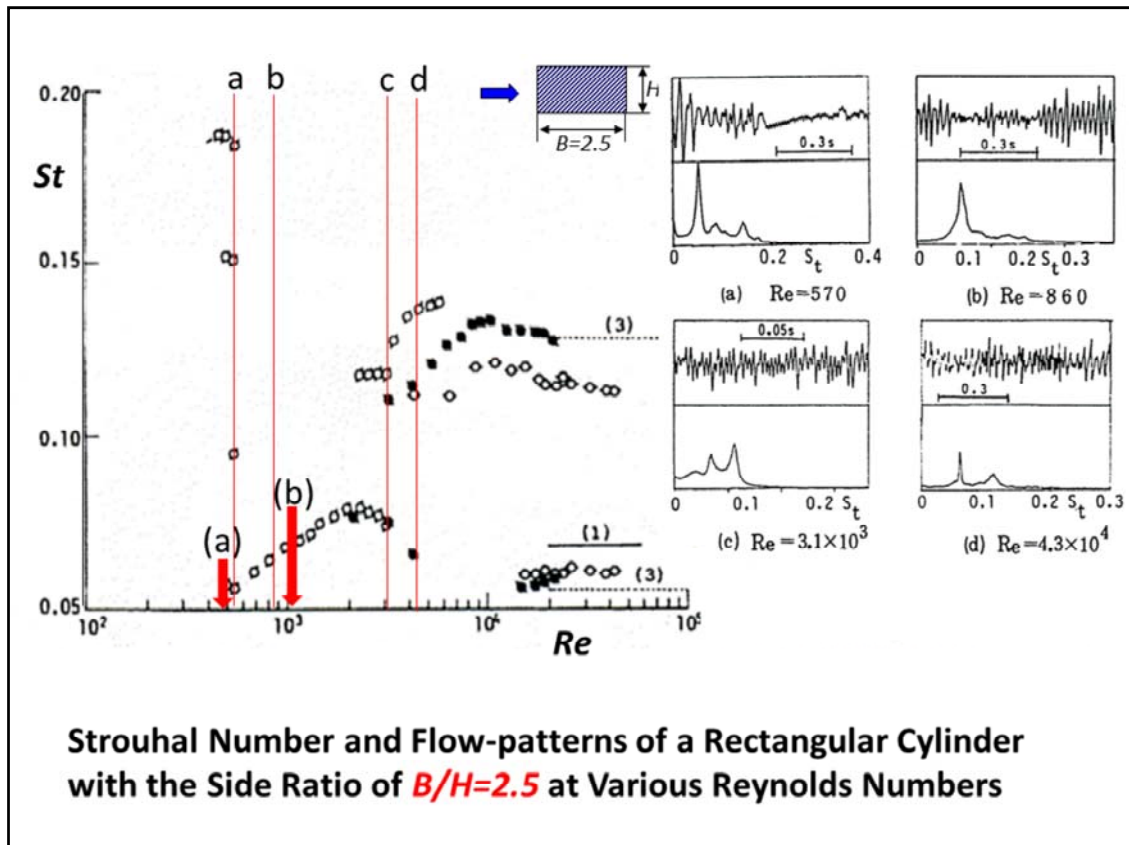 a b c d
0.20
St
0.15
0.10
0.05
(a)
(b)
10² 10³ 10⁴ 10⁵
Re
(3)
(1)
(3)
H
B=2.5
0.3s
0 0.2 St 0.4
(a) Re=570
0.3s
0 0.1 0.2 St 0.3
(b) Re=860
0.05s
0 0.2 St
(c) Re=3.1×10³
0.3
0 0.1 0.2 St 0.3
(d) Re=4.3×10⁴
Strouhal Number and Flow-patterns of a Rectangular Cylinder
with the Side Ratio of B/H=2.5 at Various Reynolds Numbers